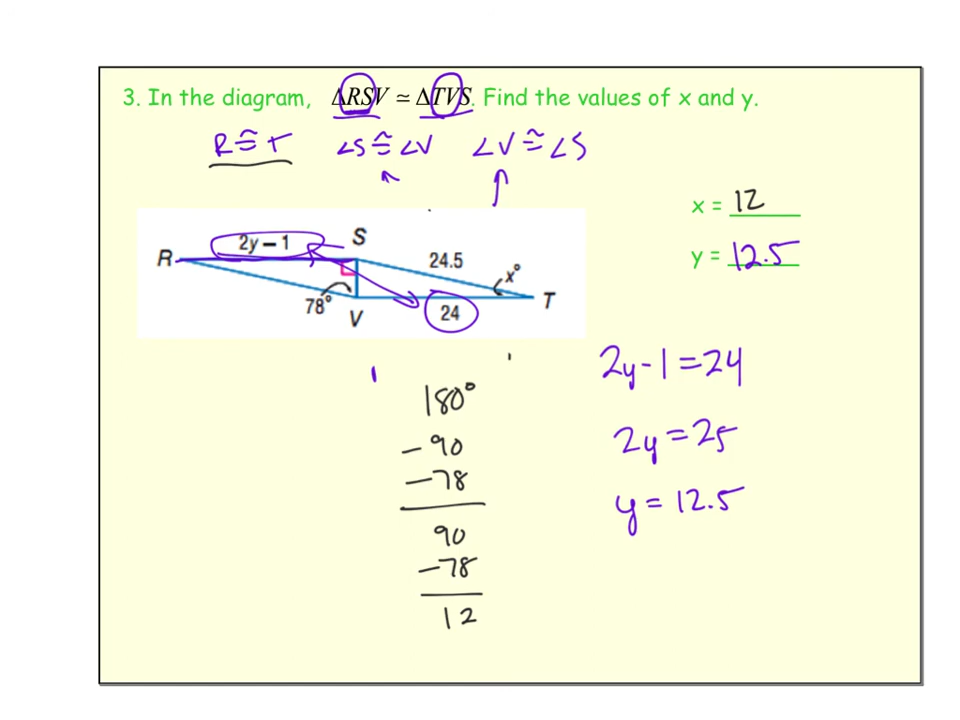 3. In the diagram, ΔRSV ≃ ΔTVS. Find the values of x and y.
R ≅ T ∠S ≅ ∠V ∠V ≅ ∠S
x = 12
y = 12.5
2y – 1
S
R
24.5
x°
T
78°
V
24
2y-1=24
2y=25
y=12.5
180°
-90
-78
90
-78
12